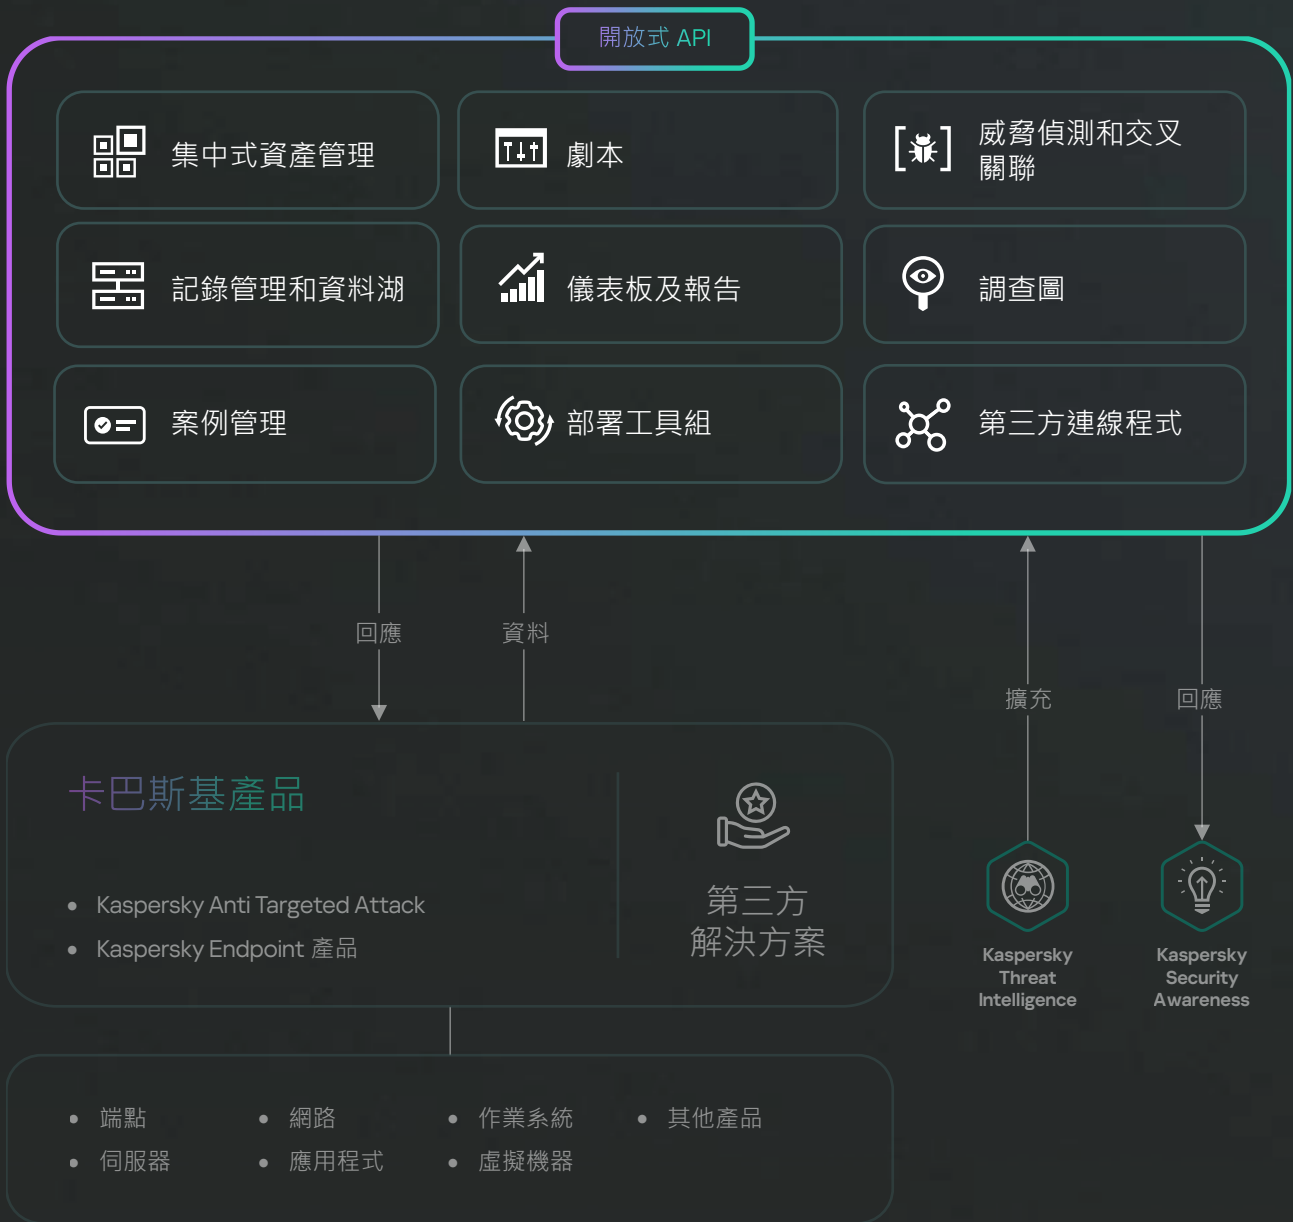 開放式 API
集中式資產管理
劇本
威脅偵測和交叉
關聯
記錄管理和資料湖
儀表板及報告
調查圖
案例管理
部署工具組
第三方連線程式
回應
資料
擴充
回應
卡巴斯基產品
• Kaspersky Anti Targeted Attack
• Kaspersky Endpoint 產品
第三方
解決方案
Kaspersky
Threat
Intelligence
Kaspersky
Security
Awareness
• 端點
• 網路
• 作業系統
• 其他產品
• 伺服器
• 應用程式
• 虛擬機器